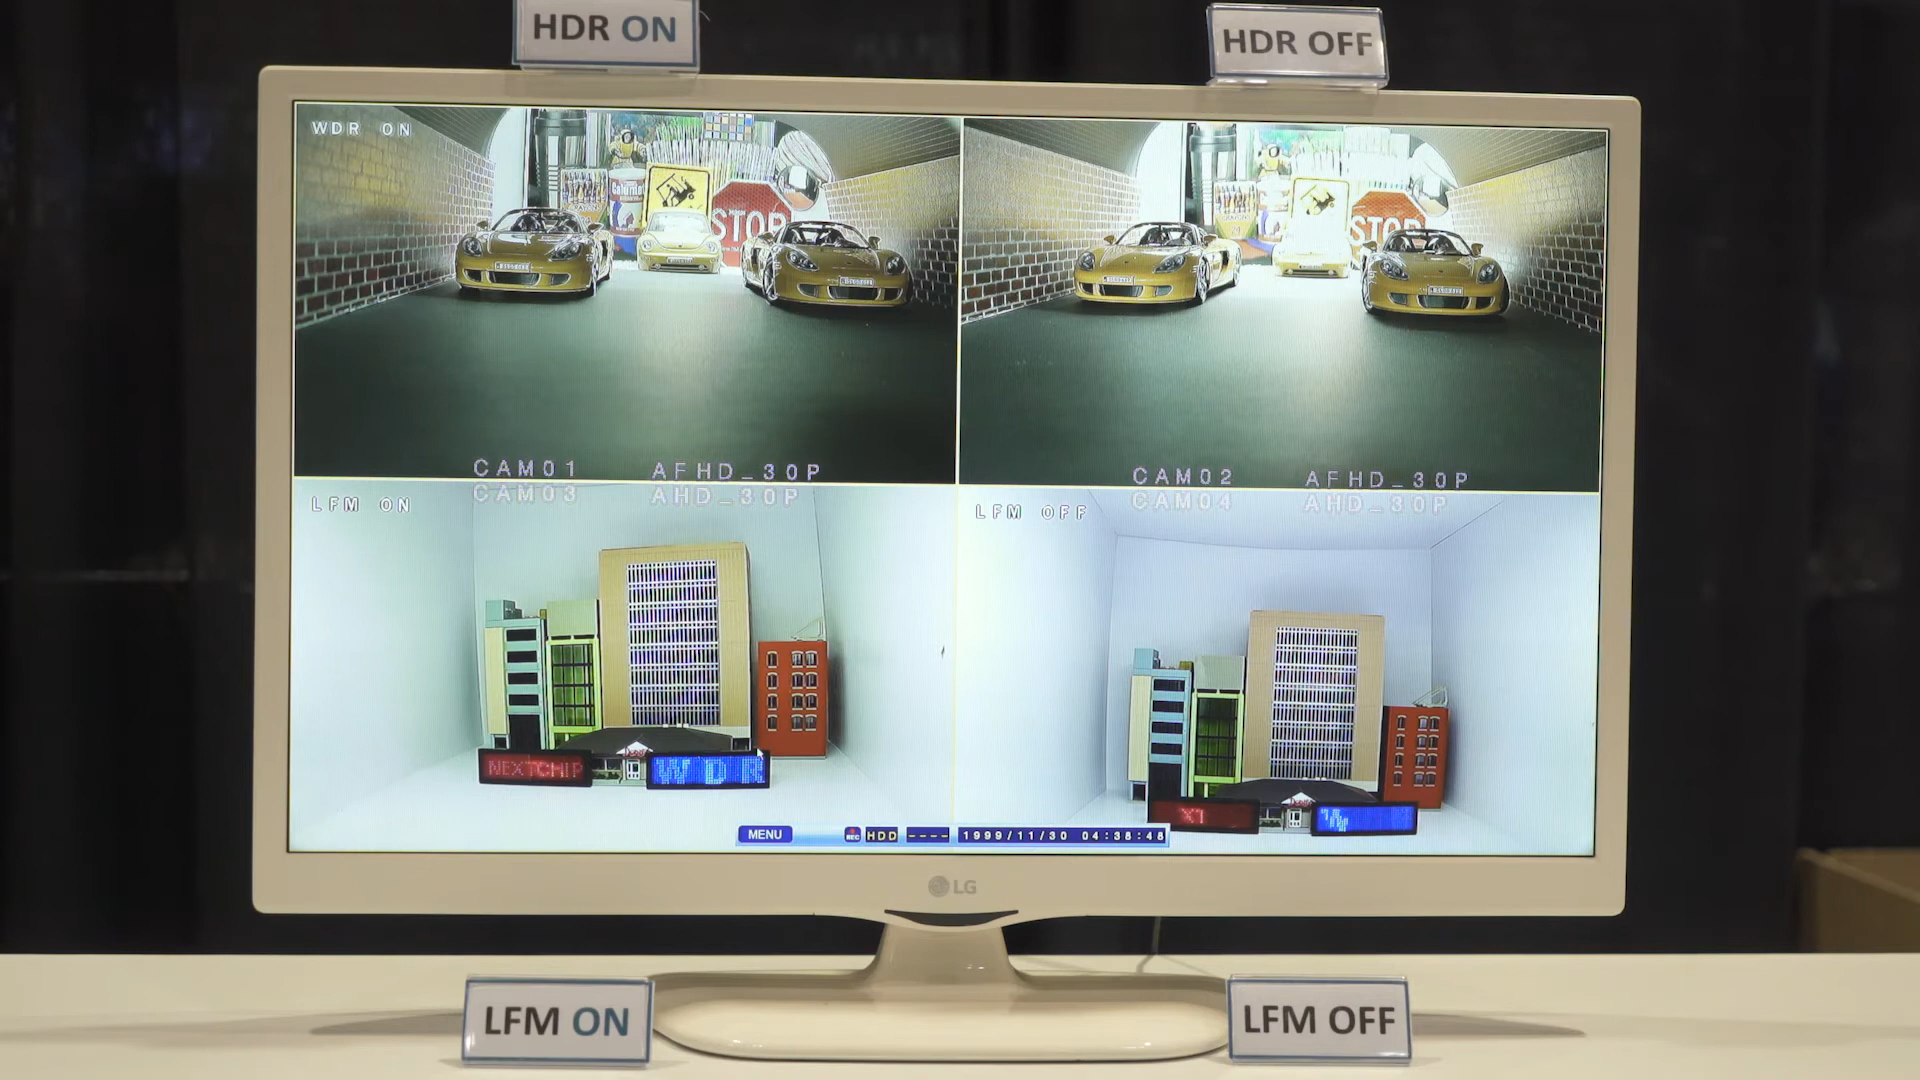 HDR ON
HDR OFF
WDR ON
STOP
STOP
CAM01 AFHD_30P
CAM02 AFHD_30P
CAM03 AHD_30P
CAM04 AHD_30P
LFM ON
LFM OFF
NEXTCHIP
WDR
MENU
REC
HDD
----
1999/11/30 04:38:48
LG
LFM ON
LFM OFF